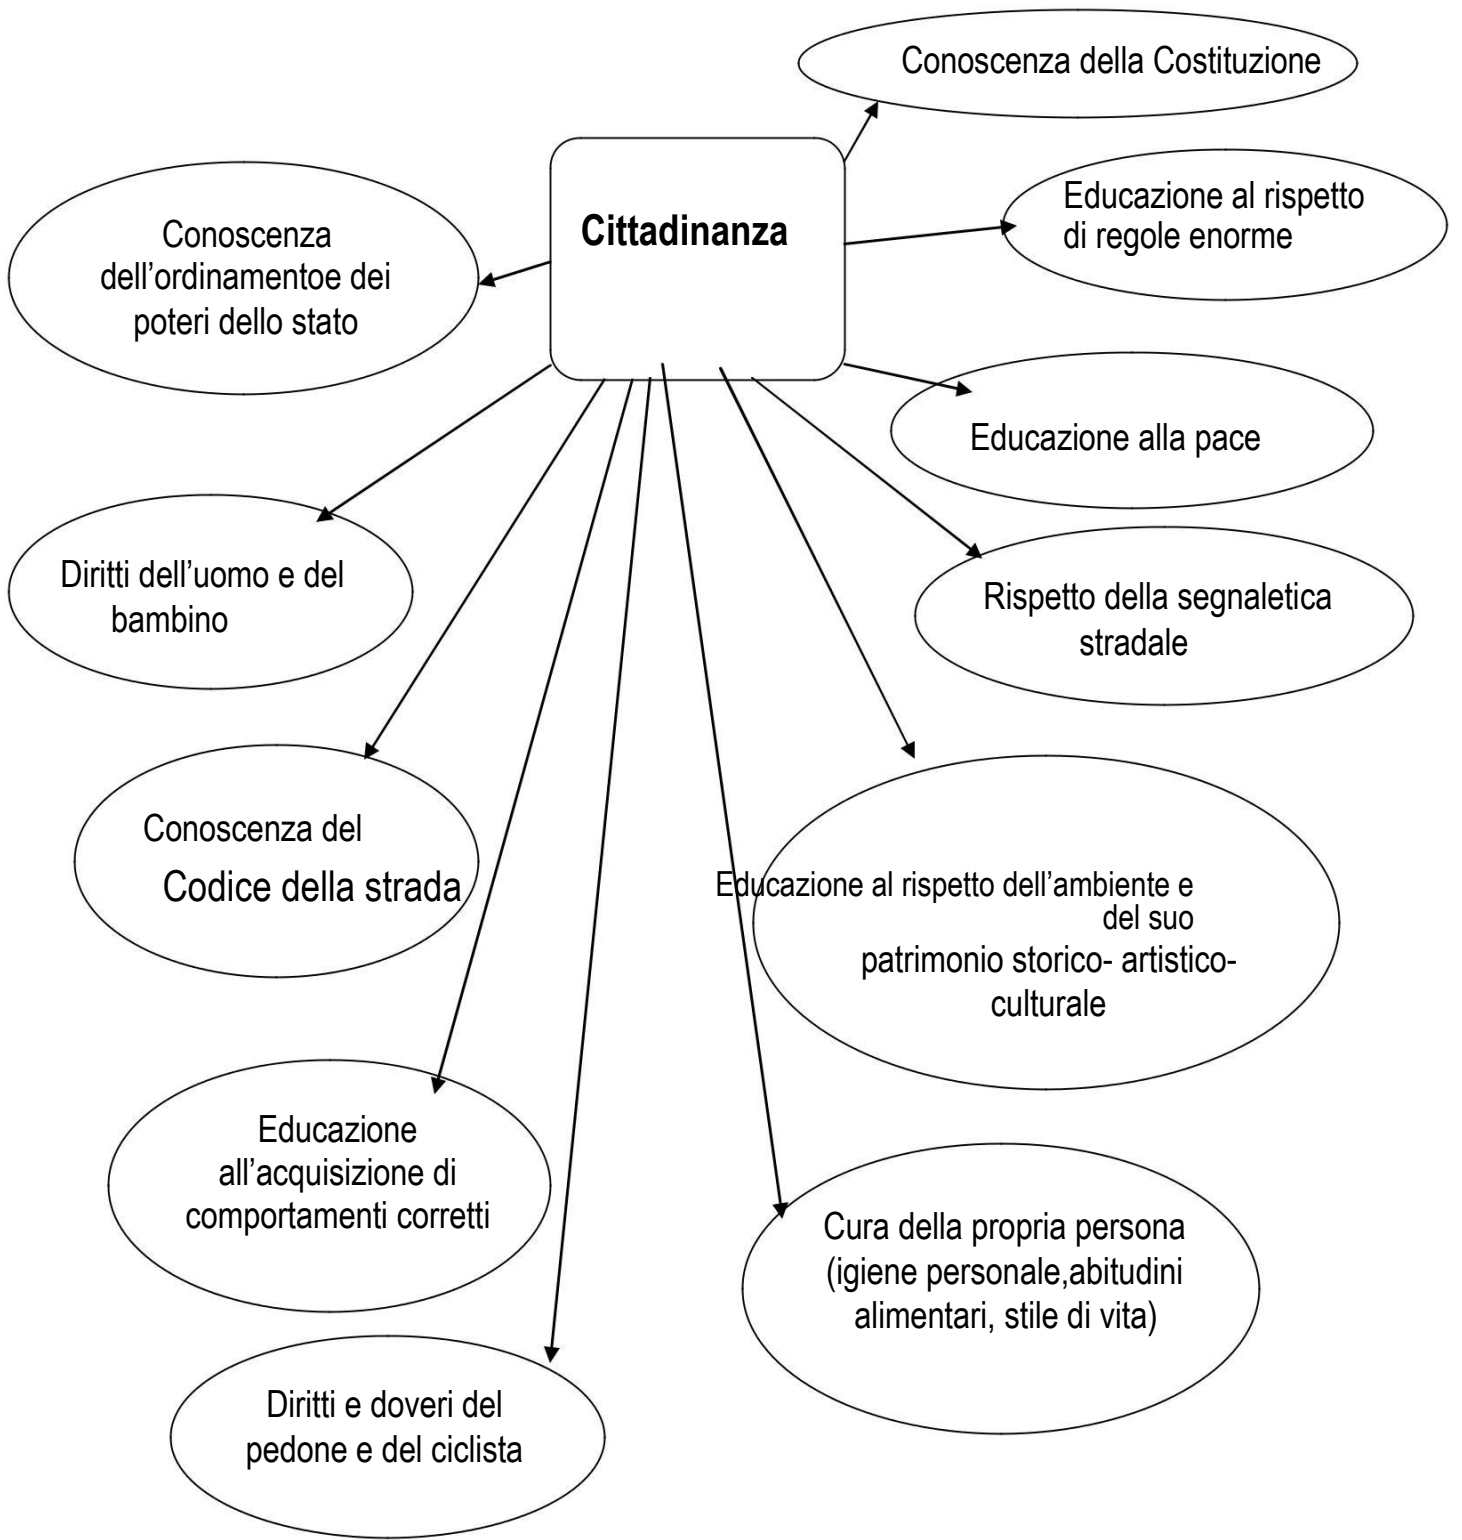 Conoscenza della Costituzione
Cittadinanza
Educazione al rispetto
di regole enorme
Conoscenza
dell’ordinamentoe dei
poteri dello stato
Educazione alla pace
Diritti dell’uomo e del
bambino
Rispetto della segnaletica
stradale
Conoscenza del
Codice della strada
Educazione al rispetto dell’ambiente e
del suo
patrimonio storico- artistico-
culturale
Educazione
all’acquisizione di
comportamenti corretti
Cura della propria persona
(igiene personale,abitudini
alimentari, stile di vita)
Diritti e doveri del
pedone e del ciclista